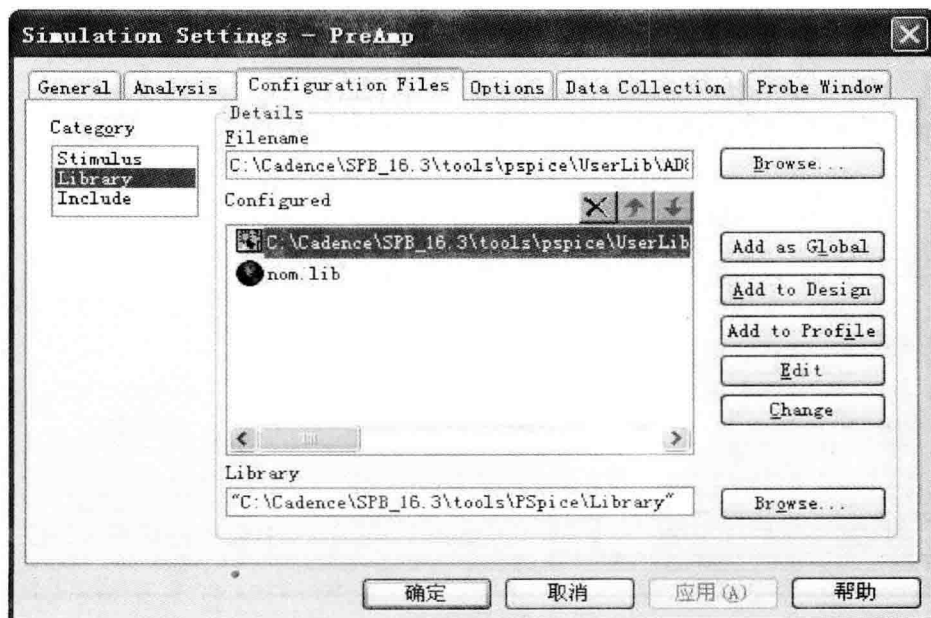 Simulation Settings - PreAmp
General Analysis Configuration Files Options Data Collection Probe Window
Category
Stimulus
Library
Include
Details
Filename
C:\Cadence\SPB_16.3\tools\pspice\UserLib\AD8
Browse...
Configured
C:\Cadence\SPB_16.3\tools\pspice\UserLib
nom.lib
Add as Global
Add to Design
Add to Profile
Edit
Change
Library
"C:\Cadence\SPB_16.3\tools\PSpice\Library"
Browse...
确定 取消 应用(A) 帮助